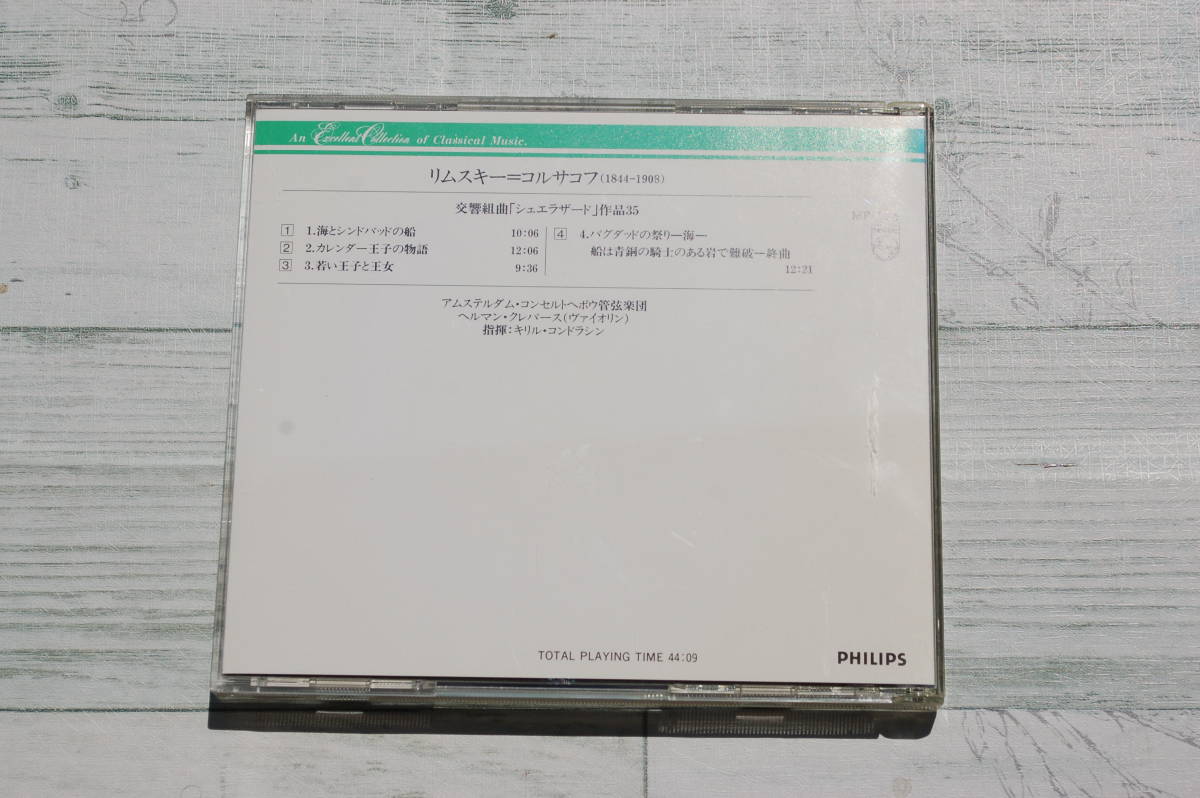 An Excellent Collection of Classical Music.
リムスキー=コルサコフ(1844-1908)
交響組曲「シェエラザード」作品35
1 1.海とシンドバッドの船 10:06
2 2.カレンダー王子の物語 12:06
3 3.若い王子と王女 9:36
4 4.バグダッドの祭りー海ー
船は青銅の騎士のある岩で難破ー終曲
12:21
アムステルダム・コンセルトヘボウ管弦楽団
ヘルマン・クレバース(ヴァイオリン)
指揮:キリル・コンドラシン
TOTAL PLAYING TIME 44:09
PHILIPS